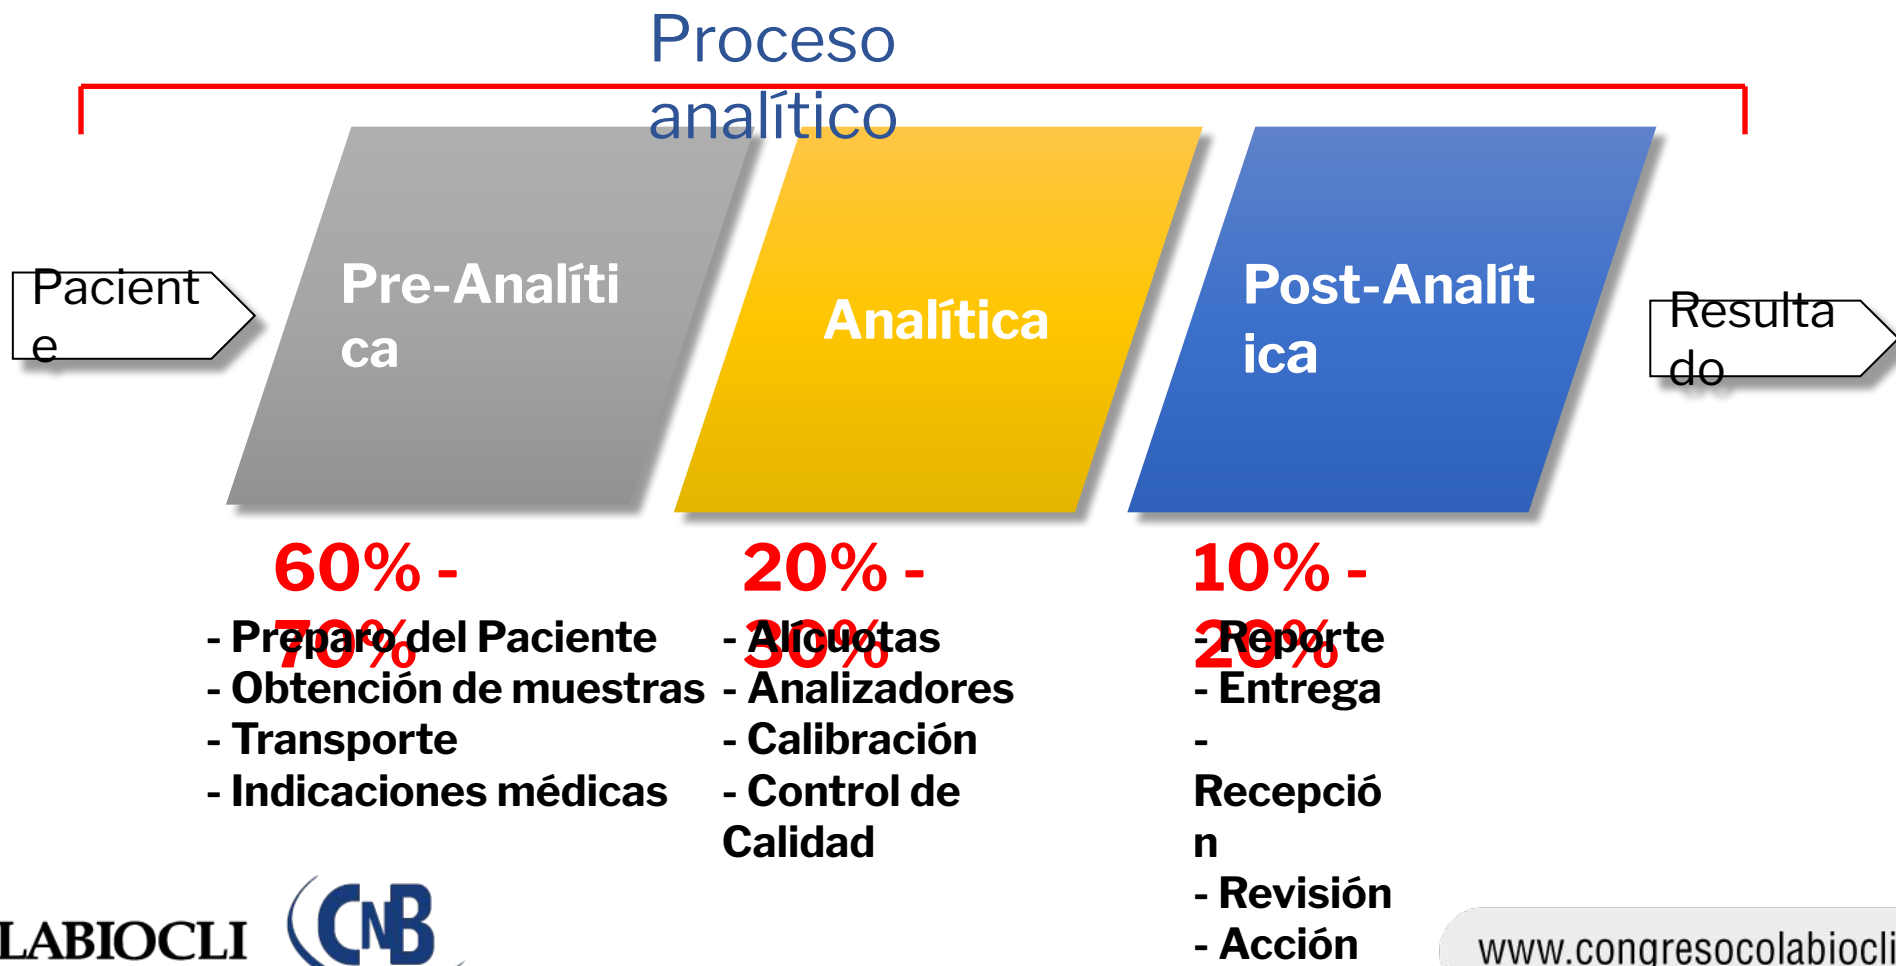 Proceso
analítico
Pacient
e
Pre-Analíti
ca
Analítica
Post-Analít
ica
Resulta
do
60% -
70%
- Preparo del Paciente
- Obtención de muestras
- Transporte
- Indicaciones médicas
20% -
30%
- Alícuotas
- Analizadores
- Calibración
- Control de
Calidad
10% -
20%
- Reporte
- Entrega
-
Recepció
n
- Revisión
- Acción
LABIOCLI
CNB
www.congresocolabiocli